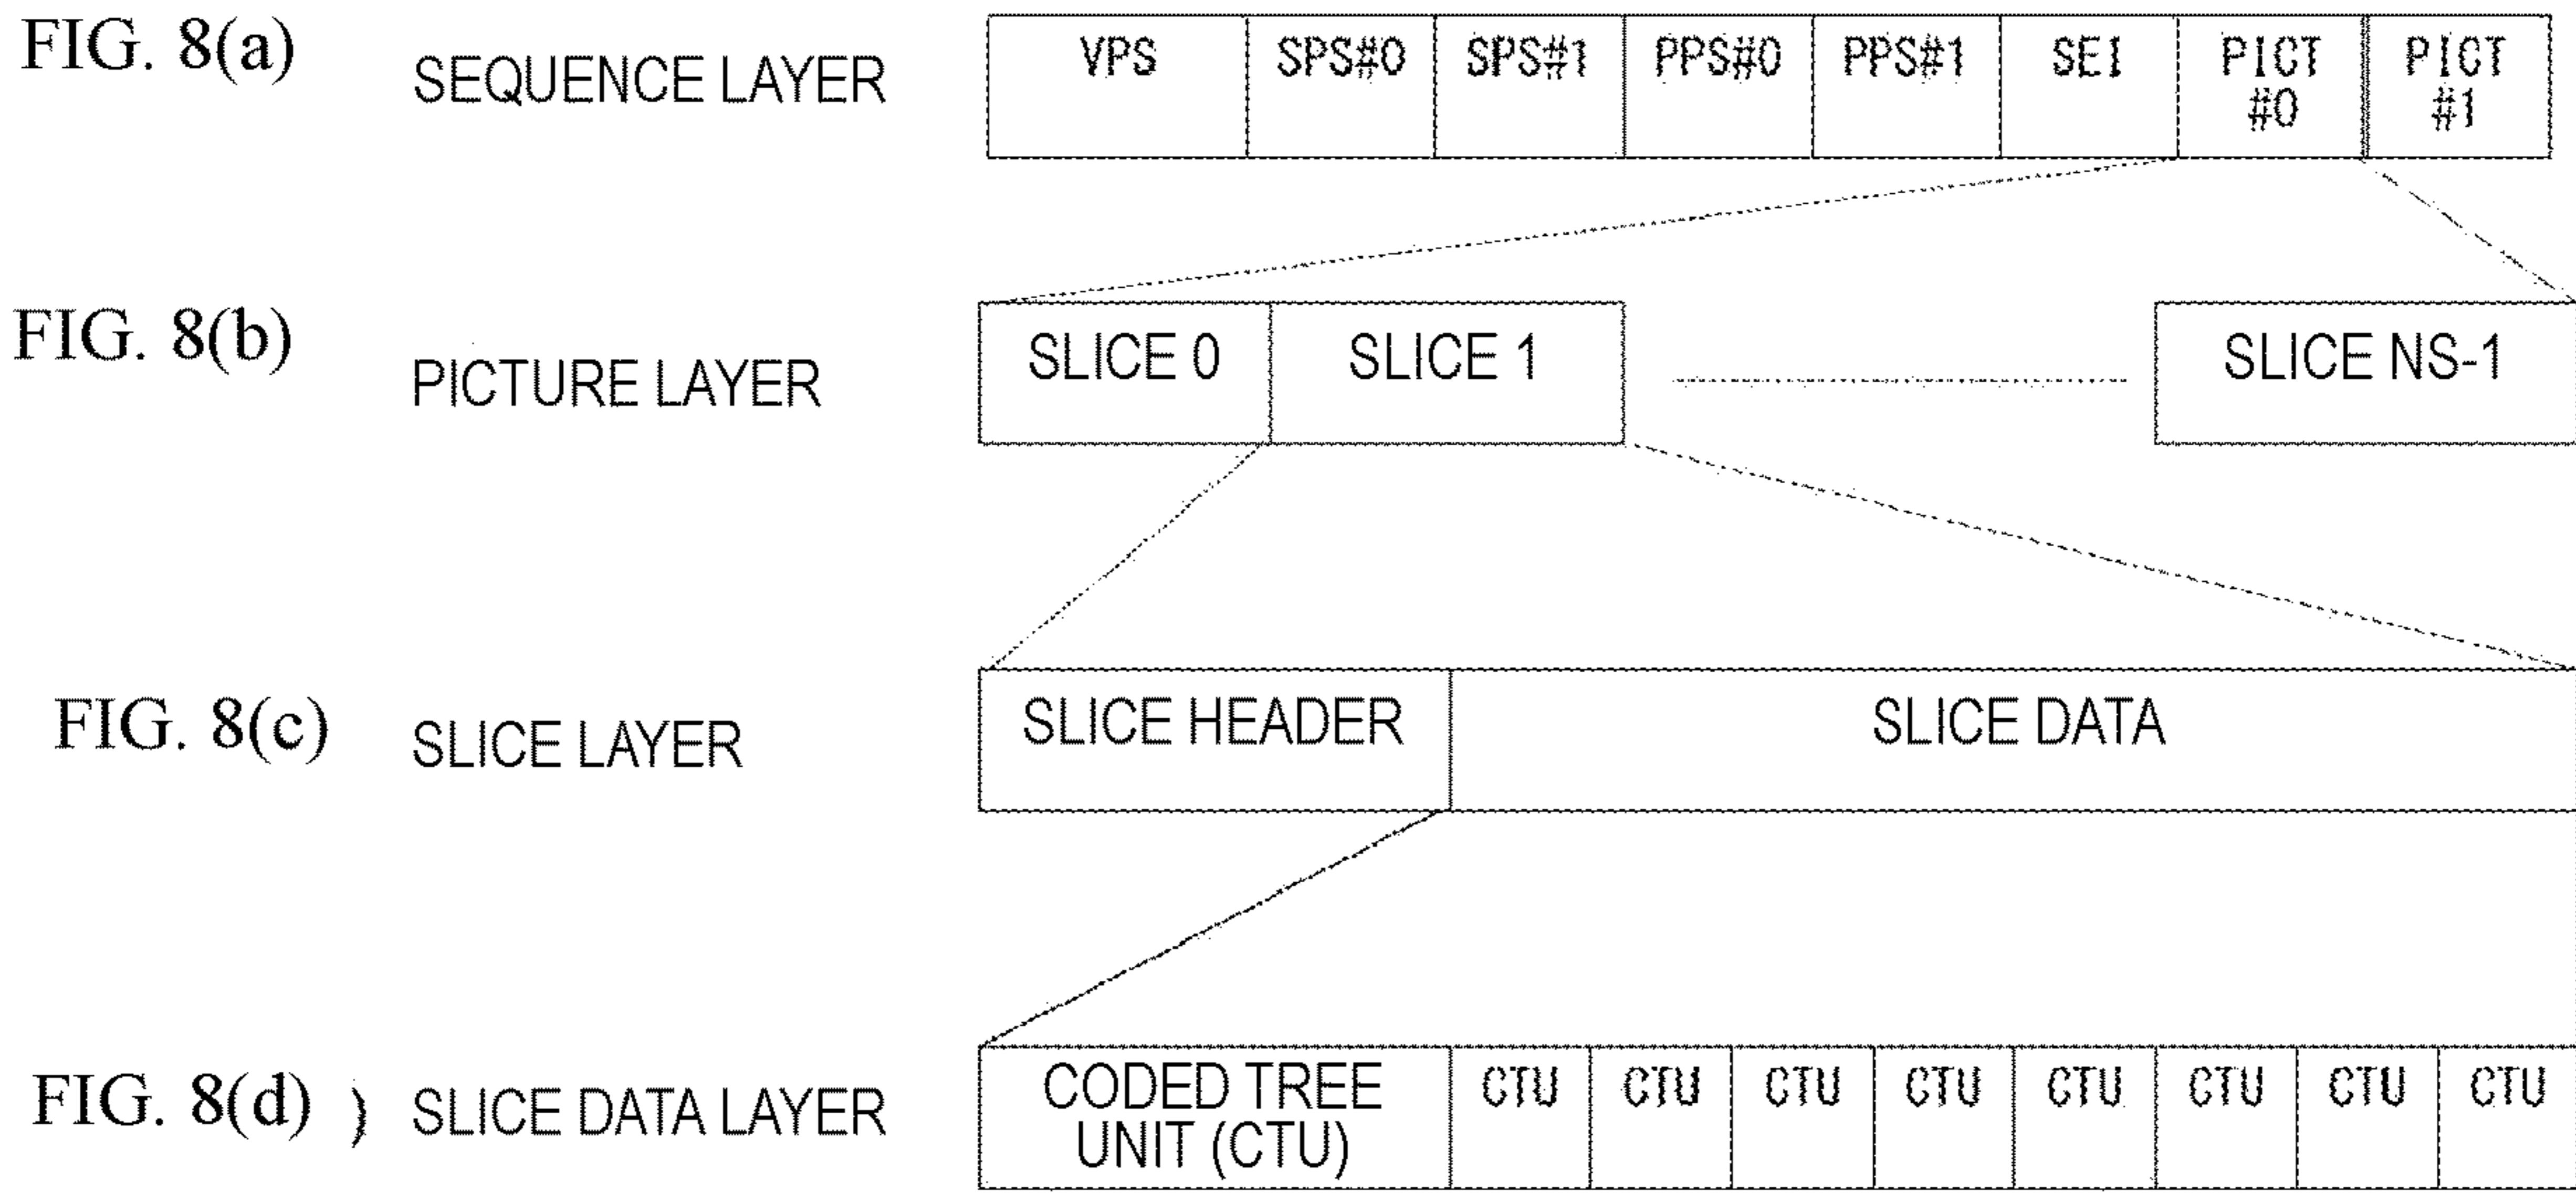 FIG. 8(a)
SEQUENCE LAYER
VPS
SPS#0
SPS#1
PPS#0
PPS#1
SEI
PICT
#0
PICT
#1
FIG. 8(b)
PICTURE LAYER
SLICE 0
SLICE 1
SLICE NS-1
FIG. 8(c)
SLICE LAYER
SLICE HEADER
SLICE DATA
FIG. 8(d) )
SLICE DATA LAYER
CODED TREE
UNIT (CTU)
CTU
CTU
CTU
CTU
CTU
CTU
CTU
CTU